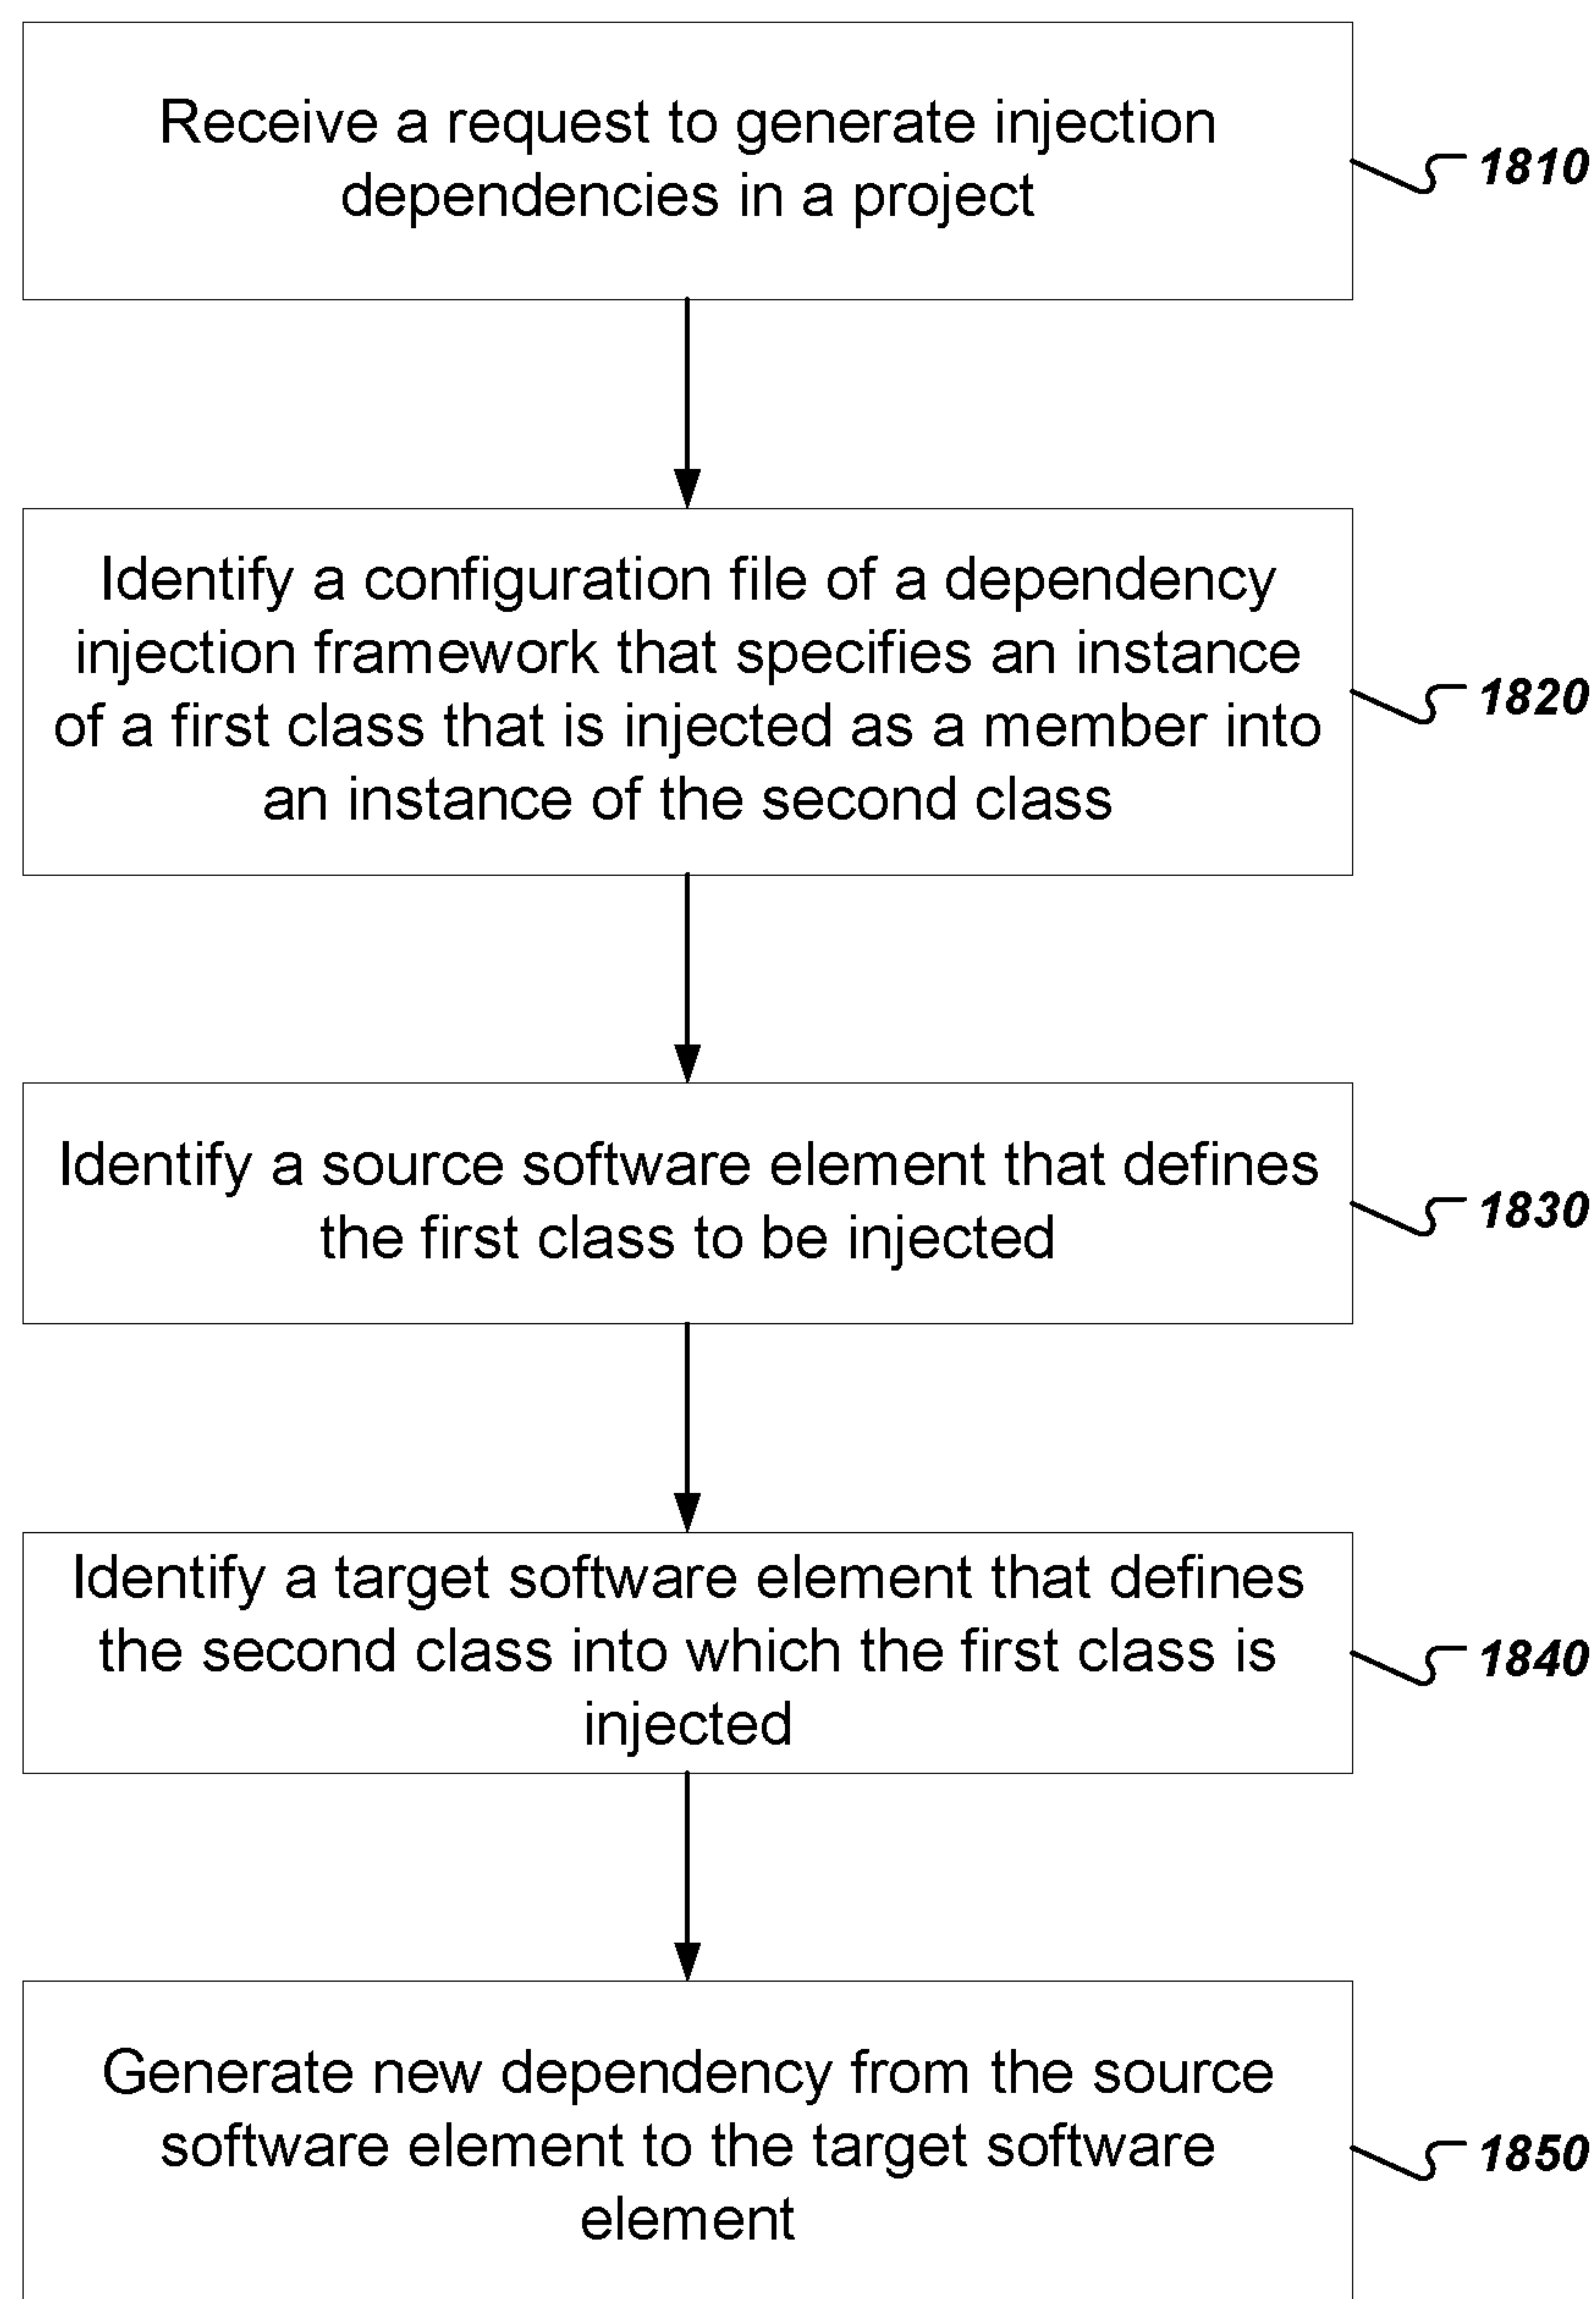 Receive a request to generate injection
dependencies in a project
1810
Identify a configuration file of a dependency
injection framework that specifies an instance
of a first class that is injected as a member into
an instance of the second class
1820
Identify a source software element that defines
the first class to be injected
1830
Identify a target software element that defines
the second class into which the first class is
injected
1840
Generate new dependency from the source
software element to the target software
element
1850